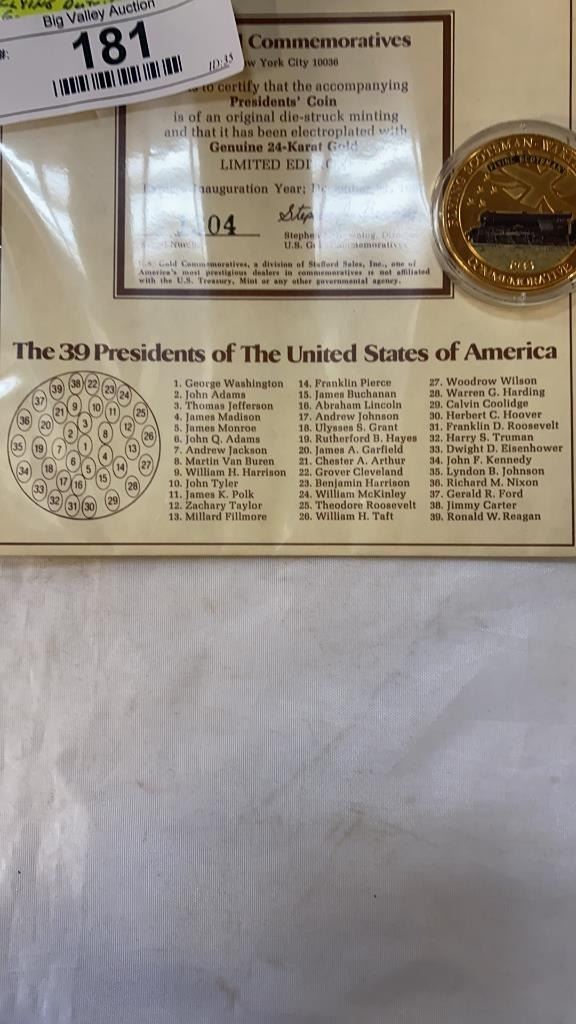 Big Valley Auction
#:
181
ID:35
Commemoratives
York City 10036
to certify that the accompanying
Presidents' Coin
is of an original die-struck minting
and that it has been electroplated with
Genuine 24-Karat Gold
LIMITED
Inauguration Year;
04
Steph
U.S.
Gold Commemoratives, a division of Stafford Sales, Inc., one of
America's most prestigious dealers in commemoratives is not affiliated
with the U.S. Treasury, Mint or any other governmental agency.
FLYING SCOTSMAN
FLYING SCOTSMAN
COMMEMORATIVE
The 39 Presidents of The United States of America
1. George Washington
2. John Adams
3. Thomas Jefferson
4. James Madison
5. James Monroe
6. John Q. Adams
7. Andrew Jackson
8. Martin Van Buren
9. William H. Harrison
10. John Tyler
11. James K. Polk
12. Zachary Taylor
13. Millard Fillmore
14. Franklin Pierce
15. James Buchanan
16. Abraham Lincoln
17. Andrew Johnson
18. Ulysses S. Grant
19. Rutherford B. Hayes
20. James A. Garfield
21. Chester A. Arthur
22. Grover Cleveland
23. Benjamin Harrison
24. William McKinley
25. Theodore Roosevelt
26. William H. Taft
27. Woodrow Wilson
28. Warren G. Harding
29. Calvin Coolidge
30. Herbert C. Hoover
31. Franklin D. Roosevelt
32. Harry S. Truman
33. Dwight D. Eisenhower
34. John F. Kennedy
35. Lyndon B. Johnson
36. Richard M. Nixon
37. Gerald R. Ford
38. Jimmy Carter
39. Ronald W. Reagan